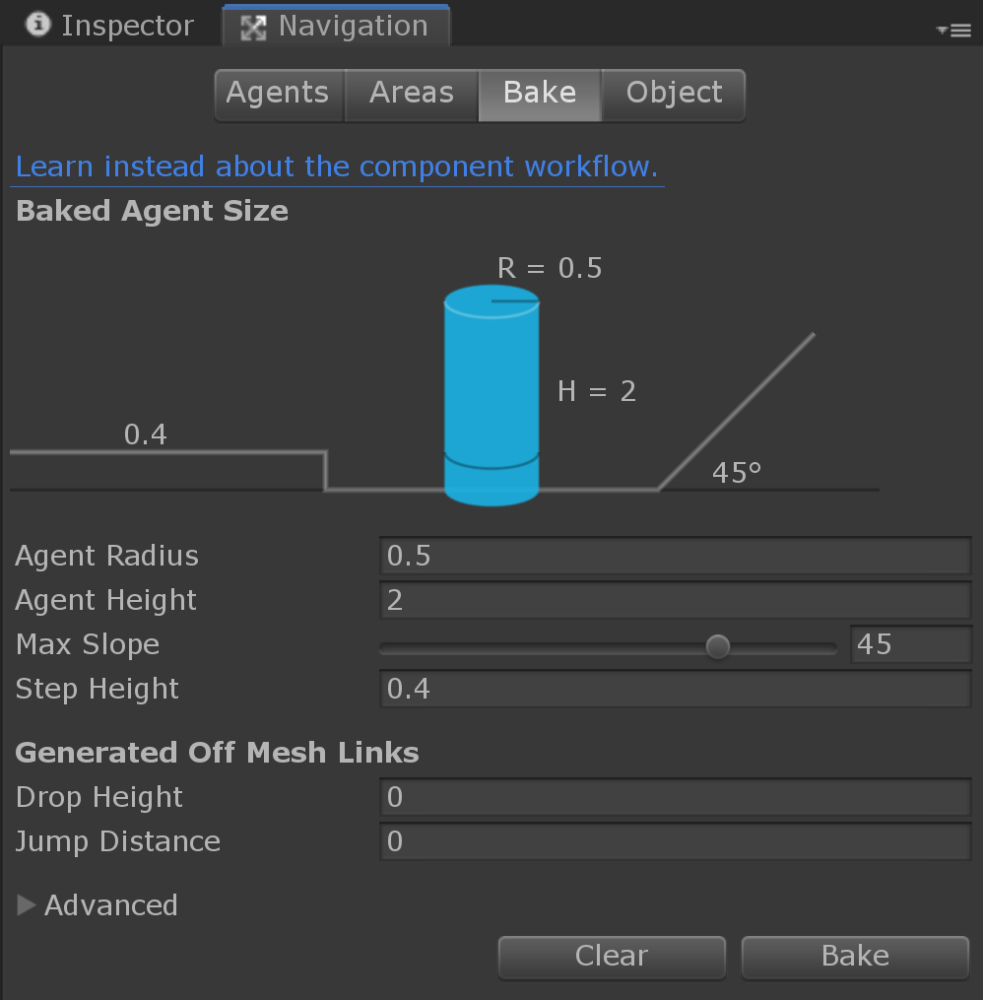 Inspector Navigation
Agents Areas Bake Object
Learn instead about the component workflow.
Baked Agent Size
R = 0.5
H = 2
0.4
45°
Agent Radius 0.5
Agent Height 2
Max Slope 45
Step Height 0.4
Generated Off Mesh Links
Drop Height 0
Jump Distance 0
Advanced
Clear Bake